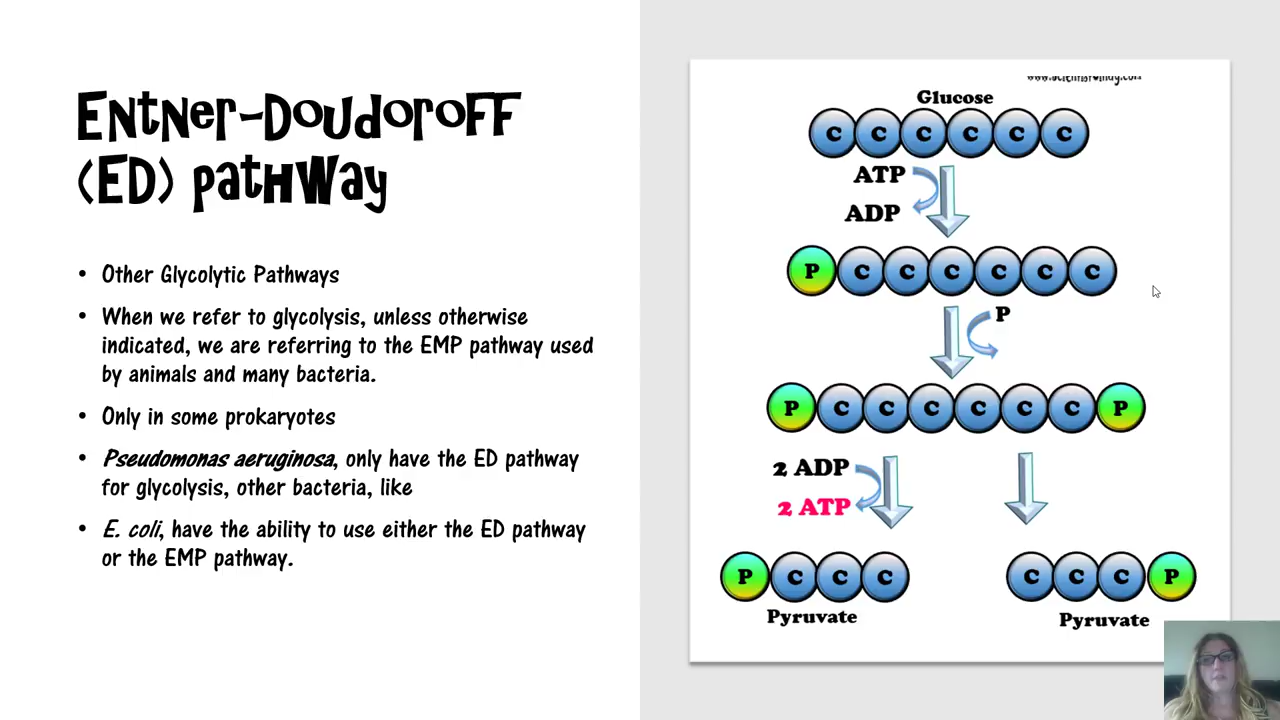 Entner-Doudoroff
(ED) pathway
• Other Glycolytic Pathways
• When we refer to glycolysis, unless otherwise
indicated, we are referring to the EMP pathway used
by animals and many bacteria.
• Only in some prokaryotes
• Pseudomonas aeruginosa, only have the ED pathway
for glycolysis, other bacteria, like
• E. coli, have the ability to use either the ED pathway
or the EMP pathway.
Glucose
C C C C C C
ATP
ADP
P C C C C C C
P
P C C C C C C P
2 ADP
2 ATP
P C C C
C C C P
Pyruvate
Pyruvate